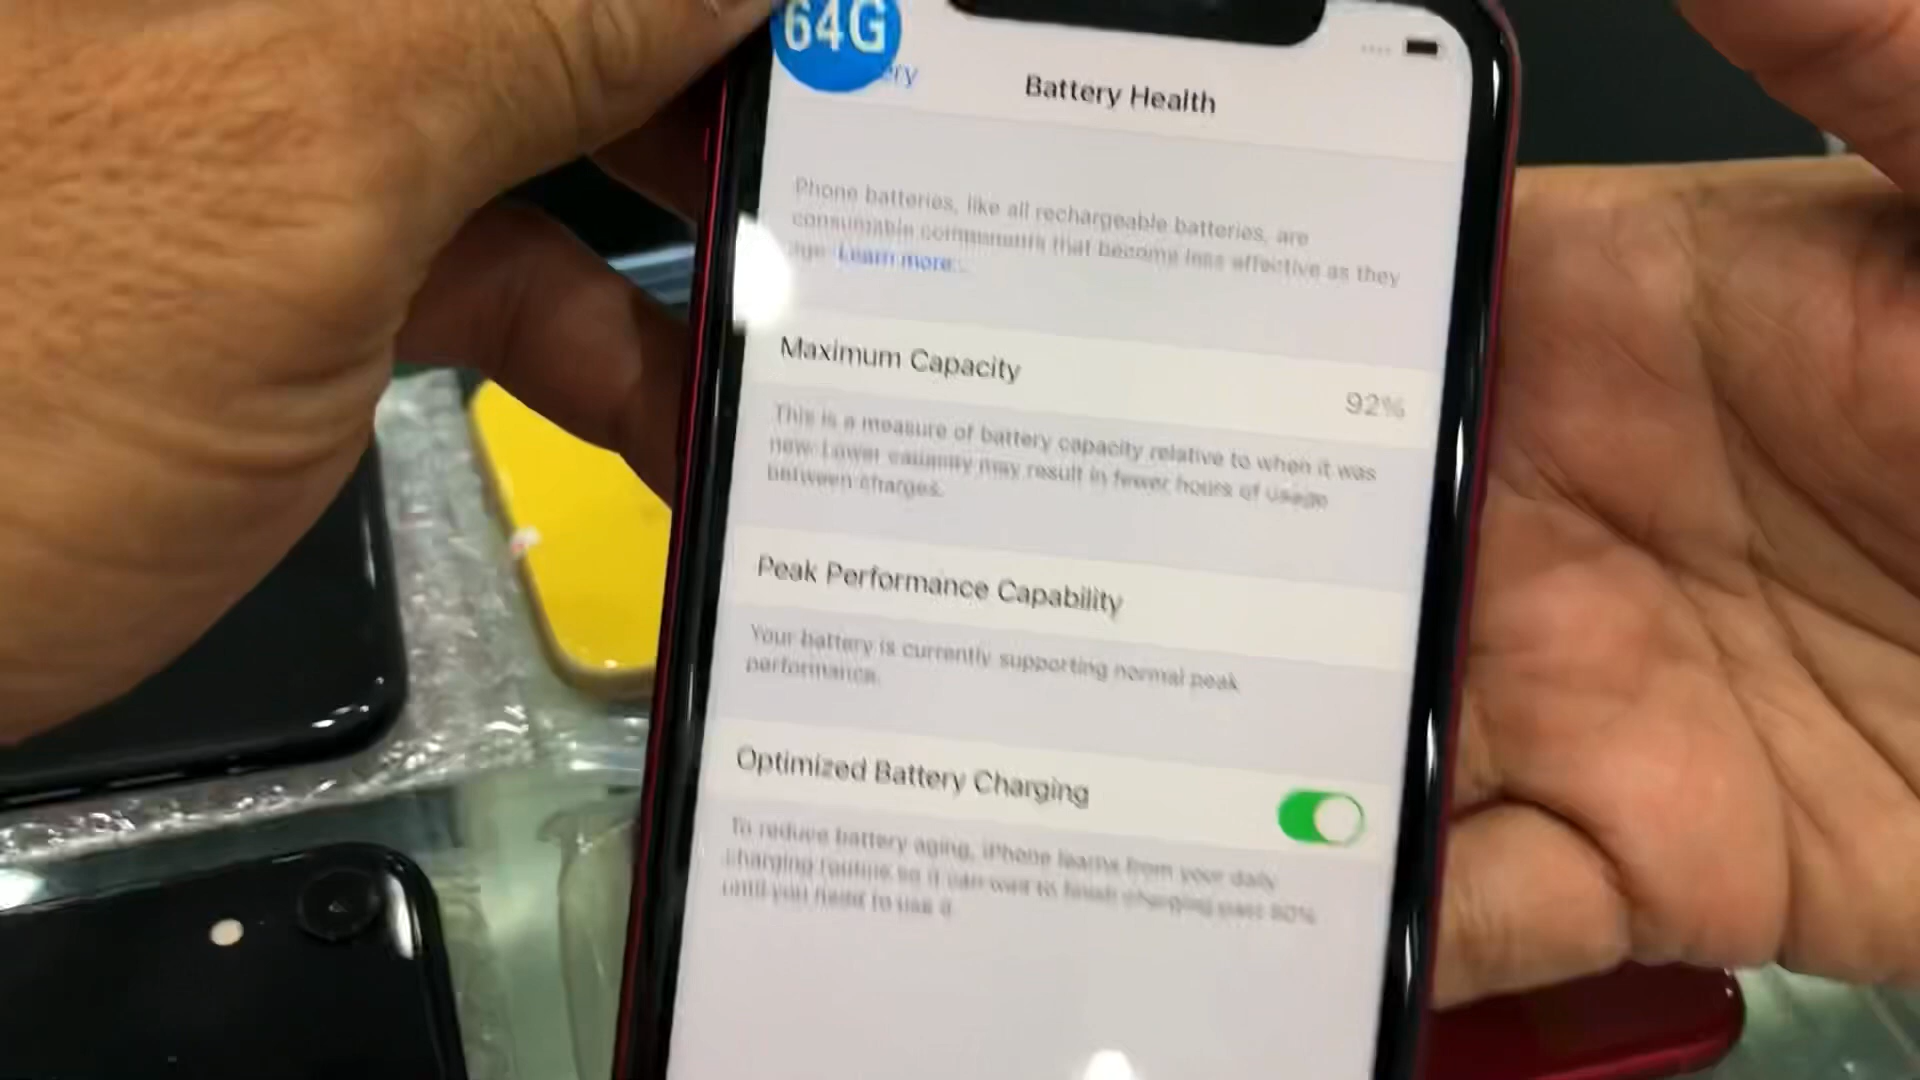 64G
ery
Battery Health
Phone batteries, like all rechargeable batteries, are
consumable components that become less effective as they
age. Learn more...
Maximum Capacity
92%
This is a measure of battery capacity relative to when it was
new. Lower capacity may result in fewer hours of usage
between charges.
Peak Performance Capability
Your battery is currently supporting normal peak
performance.
Optimized Battery Charging
To reduce battery aging, iPhone learns from your daily
charging routine so it can wait to finish charging past 80%
until you need to use it.